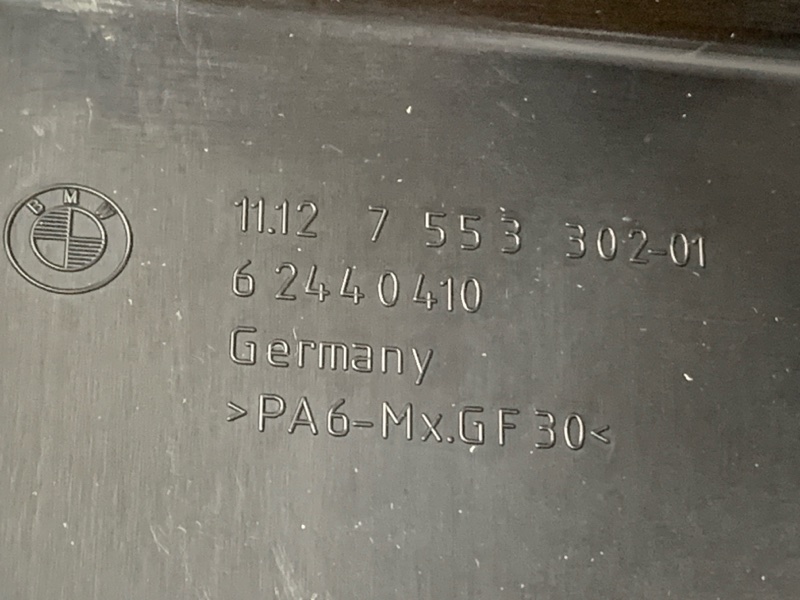 BMW
11.12 7 553 302-01
6 2440410
Germany
>PA6-Mx.GF30<